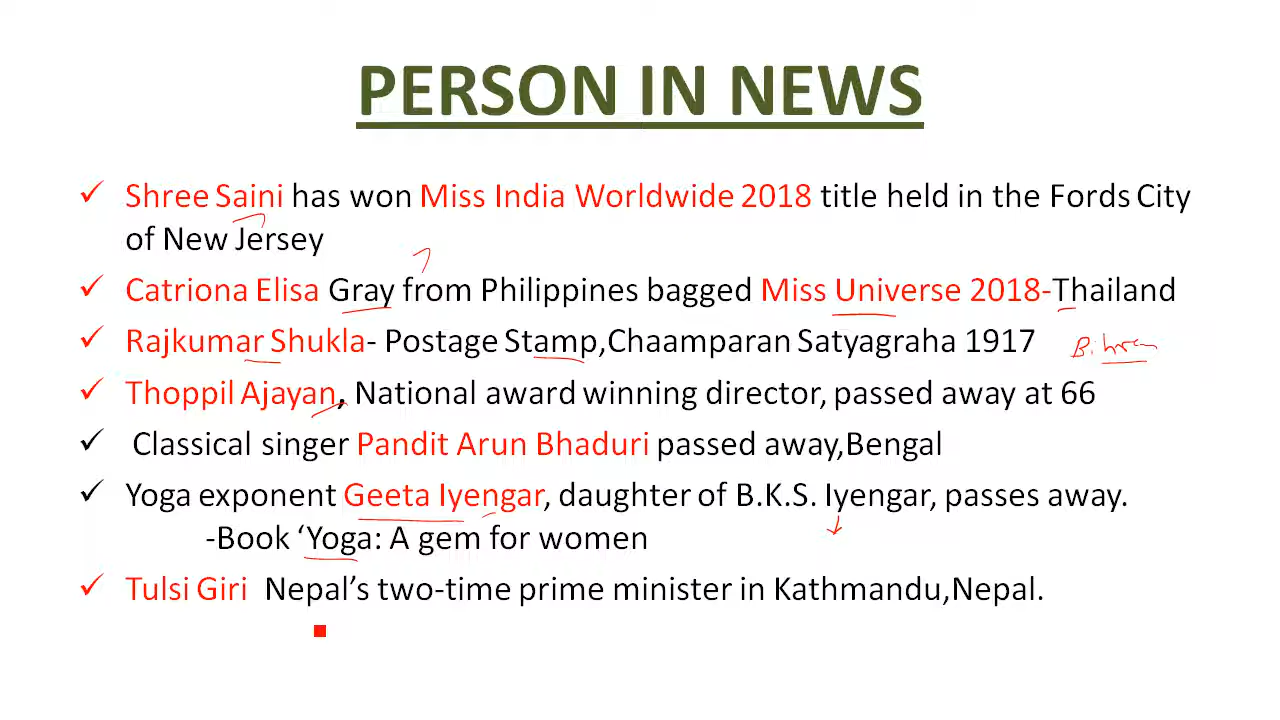 PERSON IN NEWS
✓ Shree Saini has won Miss India Worldwide 2018 title held in the Fords City
of New Jersey
✓ Catriona Elisa Gray from Philippines bagged Miss Universe 2018-Thailand
✓ Rajkumar Shukla- Postage Stamp,Chaamparan Satyagraha 1917
✓ Thoppil Ajayan, National award winning director, passed away at 66
✓ Classical singer Pandit Arun Bhaduri passed away,Bengal
✓ Yoga exponent Geeta Iyengar, daughter of B.K.S. Iyengar, passes away.
-Book ‘Yoga: A gem for women
✓ Tulsi Giri Nepal’s two-time prime minister in Kathmandu,Nepal.